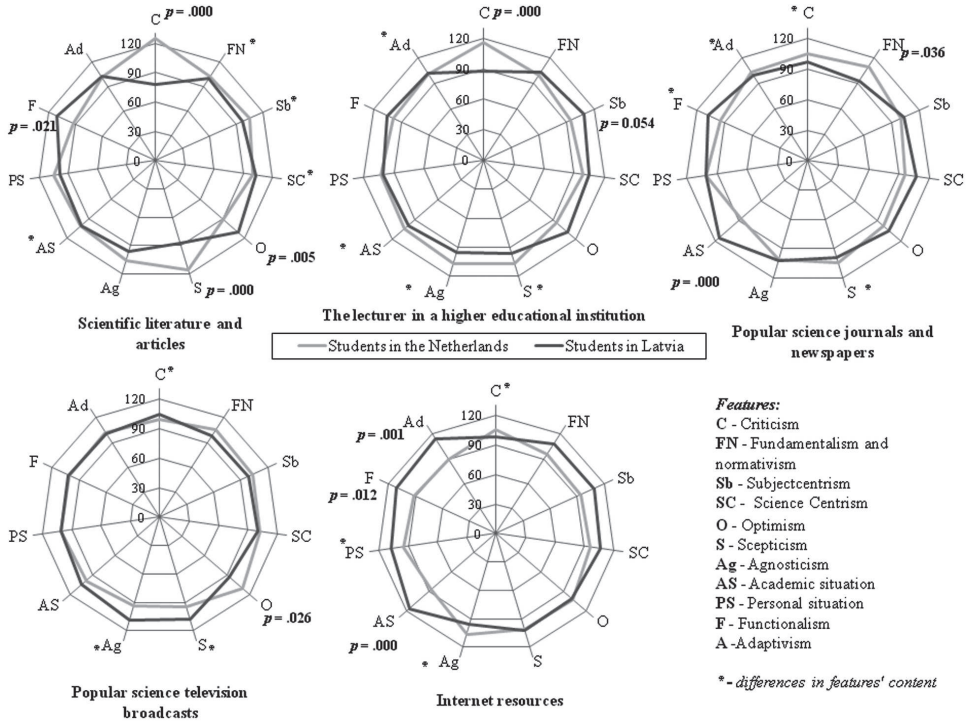 C p = .000
FN *
Sb*
SC*
O
p = .005
S p = .000
Ag
*AS
PS
p = .021
F
Ad
120
90
60
30
0
Scientific literature and
articles
C p = .000
FN
Sb
p = 0.054
SC
O
S *
* Ag
* AS
PS
F
* Ad
120
90
60
30
0
The lecturer in a higher educational institution
* C
FN
p = .036
Sb
SC
O
S *
Ag
AS
p = .000
PS
* F
*Ad
120
90
60
30
0
Popular science journals and
newspapers
Students in the Netherlands
Students in Latvia
C*
FN
Sb
SC
O
p = .026
S*
*Ag
AS
PS
F
Ad
120
90
60
30
0
Popular science television
broadcasts
C*
FN
Sb
SC
O
S
* Ag
AS
p = .000
*PS
F
p = .012
Ad
p = .001
120
90
60
30
0
Internet resources
Features:
C - Criticism
FN - Fundamentalism and
normativism
Sb - Subjectcentrism
SC - Science Centrism
O - Optimism
S - Scepticism
Ag - Agnosticism
AS - Academic situation
PS - Personal situation
F - Functionalism
A -Adaptivism
*- differences in features' content